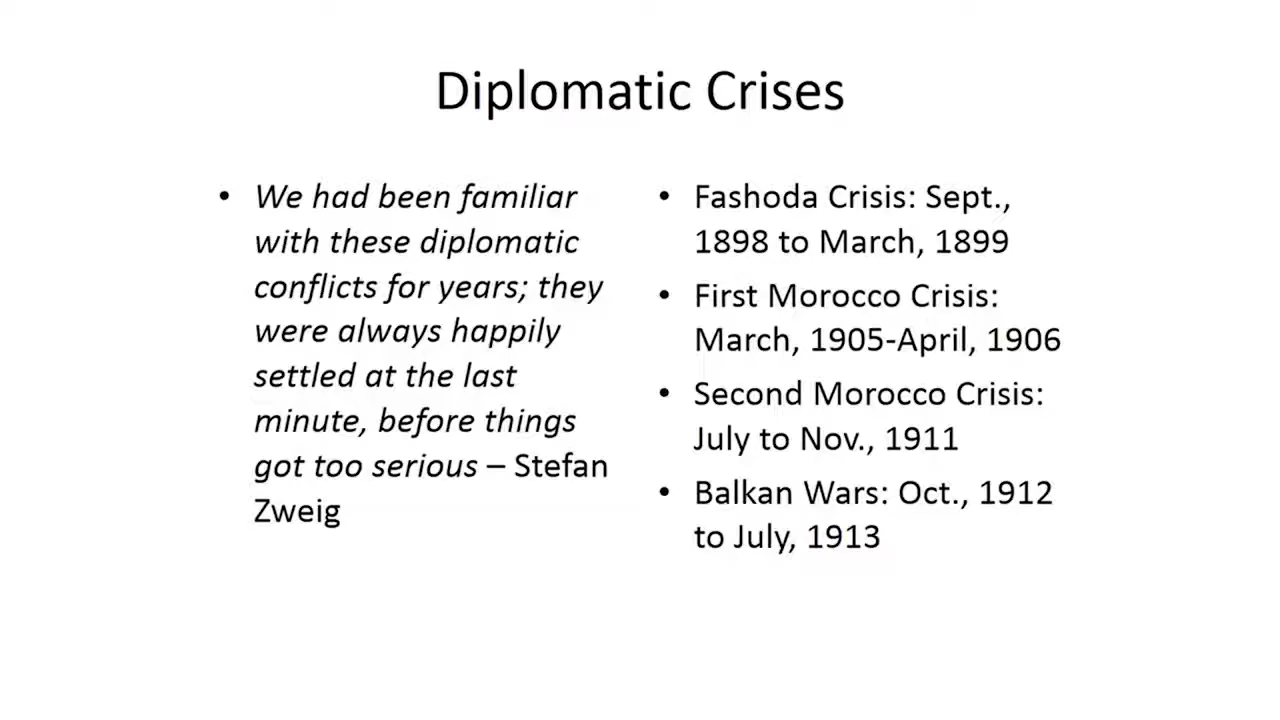 Diplomatic Crises
• We had been familiar
with these diplomatic
conflicts for years; they
were always happily
settled at the last
minute, before things
got too serious – Stefan
Zweig
• Fashoda Crisis: Sept.,
1898 to March, 1899
• First Morocco Crisis:
March, 1905-April, 1906
• Second Morocco Crisis:
July to Nov., 1911
• Balkan Wars: Oct., 1912
to July, 1913